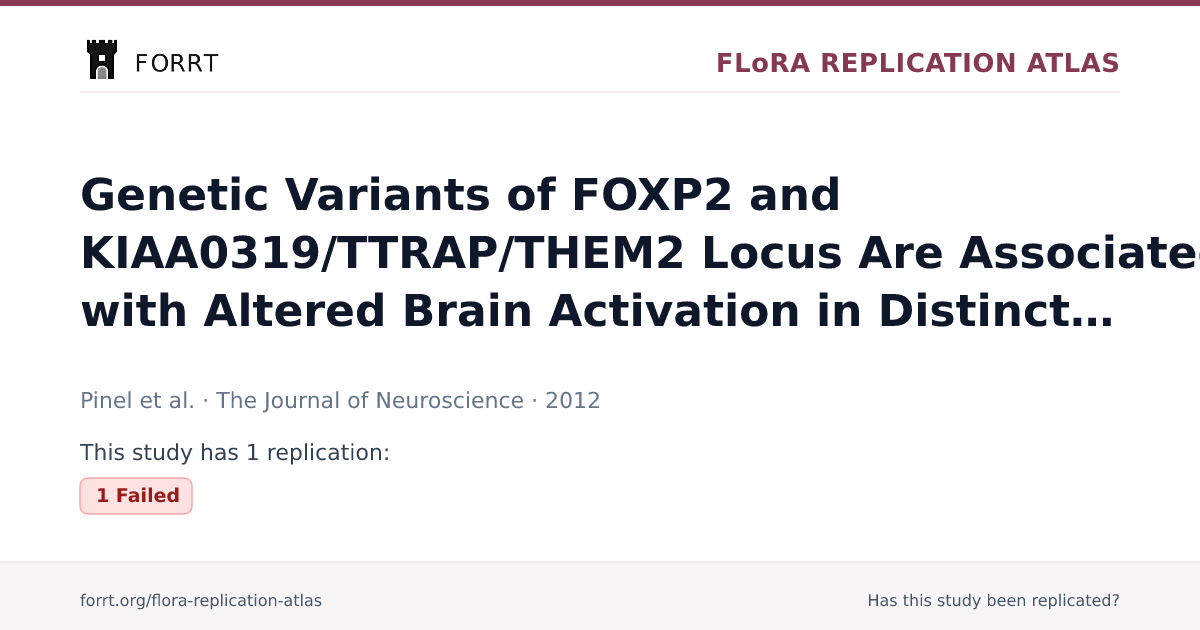 FORRT
FLoRA REPLICATION ATLAS
Genetic Variants of FOXP2 and
KIAA0319/TTRAP/THEM2 Locus Are Associate
with Altered Brain Activation in Distinct…
Pinel et al. · The Journal of Neuroscience · 2012
This study has 1 replication:
1 Failed
forrt.org/flora-replication-atlas
Has this study been replicated?